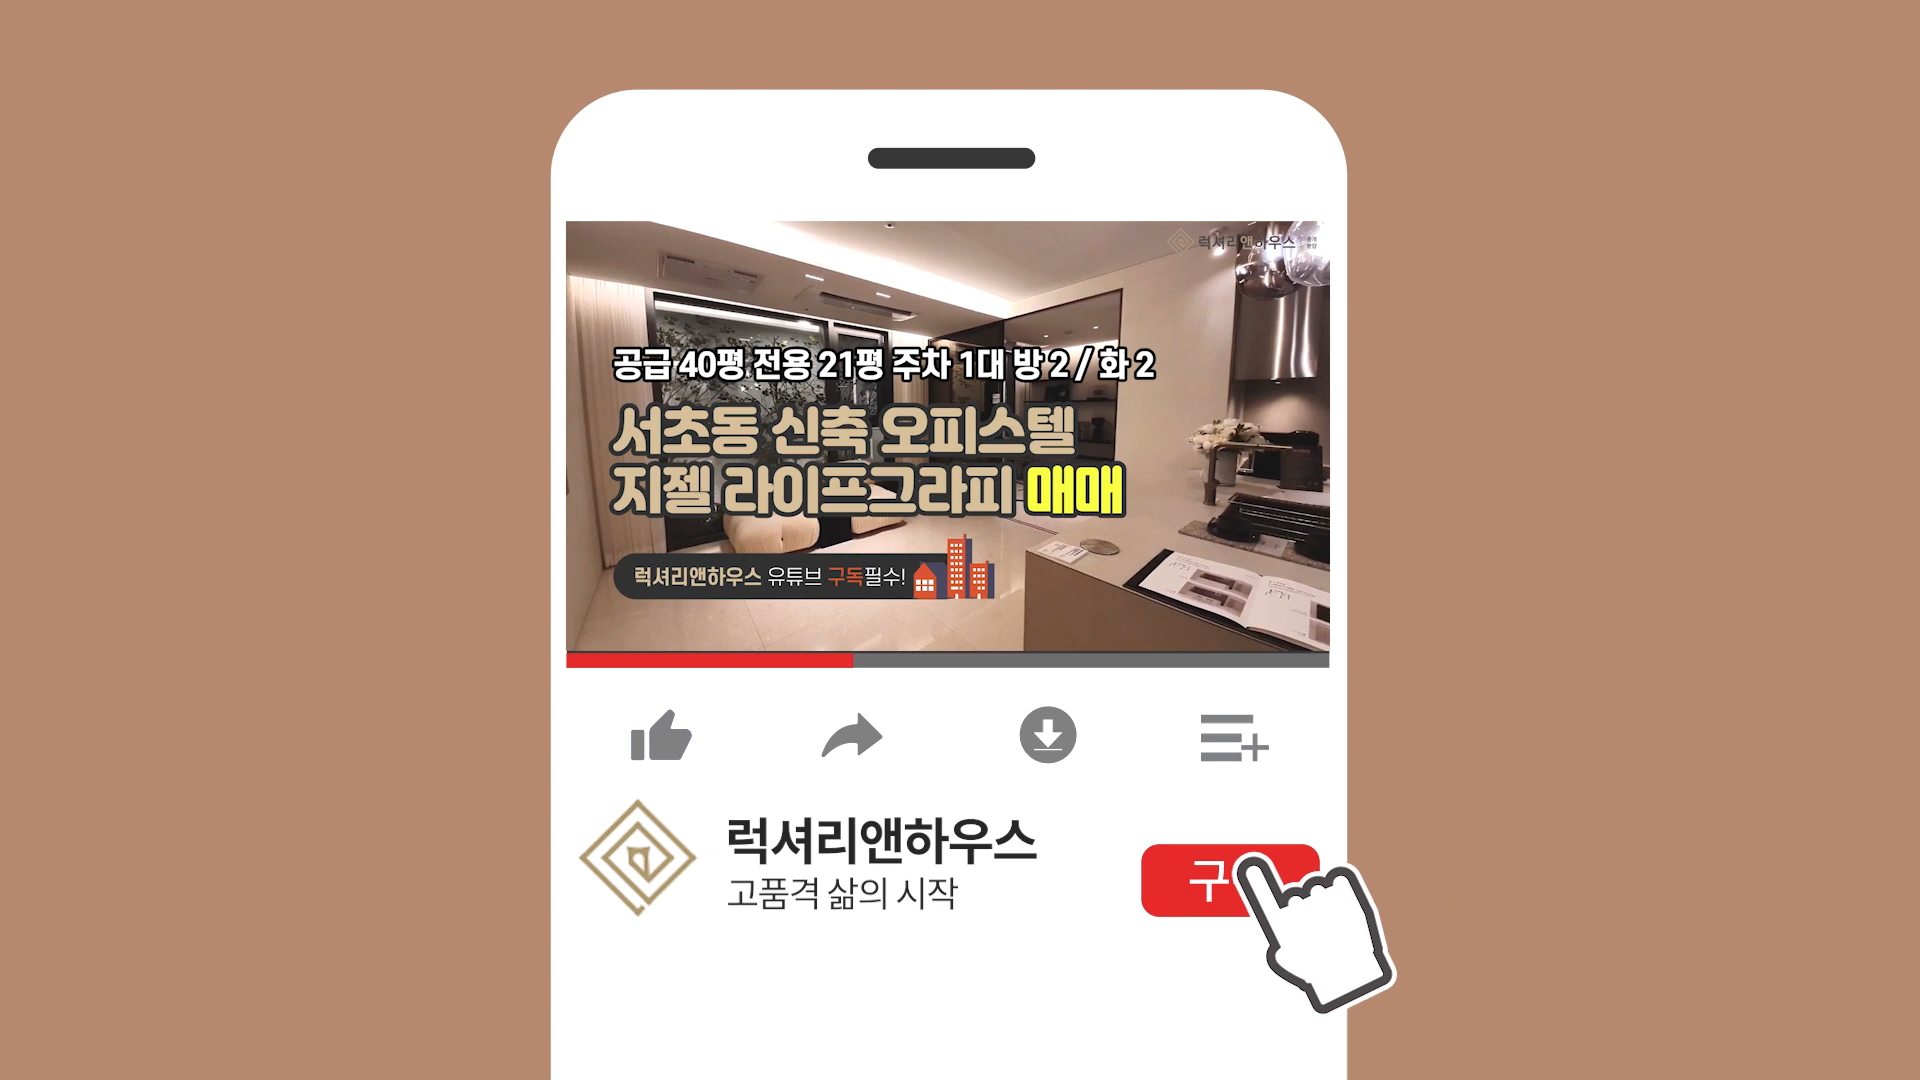 럭셔리앤하우스
공급 40평 전용 21평 주차 1대 방 2 / 화 2
서초동 신축 오피스텔
지젤 라이프그라피 매매
럭셔리앤하우스 유튜브 구독필수!
럭셔리앤하우스
고품격 삶의 시작
구